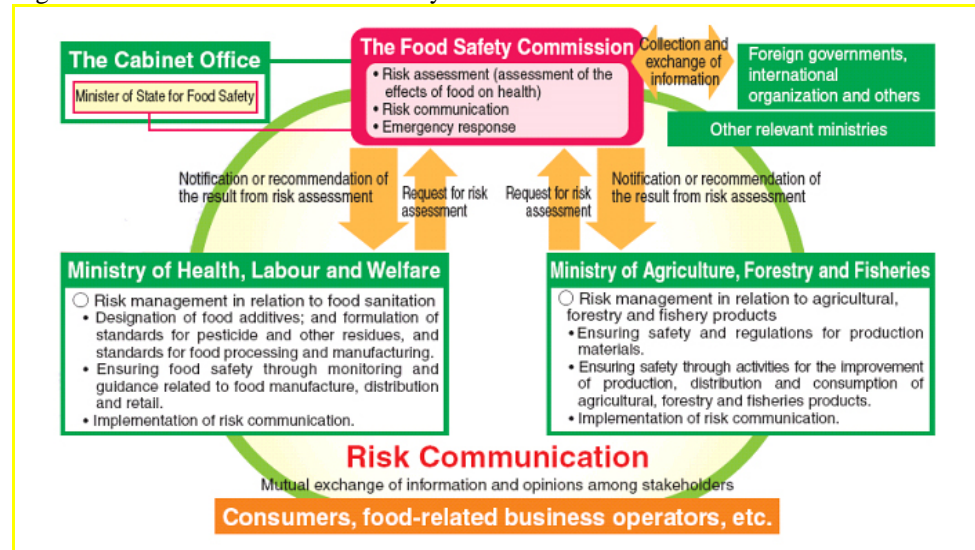 The Cabinet Office
Minister of State for Food Safety
The Food Safety Commission
• Risk assessment (assessment of the
effects of food on health)
• Risk communication
• Emergency response
Collection and
exchange of
information
Foreign governments,
international
organization and others
Other relevant ministries
Notification or recommendation of
the result from risk assessment
Request for risk
assessment
Request for risk
assessment
Notification or recommendation of
the result from risk assessment
Ministry of Health, Labour and Welfare
○ Risk management in relation to food sanitation
• Designation of food additives; and formulation of
standards for pesticide and other residues, and
standards for food processing and manufacturing.
• Ensuring food safety through monitoring and
guidance related to food manufacture, distribution
and retail.
• Implementation of risk communication.
Ministry of Agriculture, Forestry and Fisheries
○ Risk management in relation to agricultural,
forestry and fishery products
• Ensuring safety and regulations for production
materials.
• Ensuring safety through activities for the improvement
of production, distribution and consumption of
agricultural, forestry and fisheries products.
• Implementation of risk communication.
Risk Communication
Mutual exchange of information and opinions among stakeholders
Consumers, food-related business operators, etc.